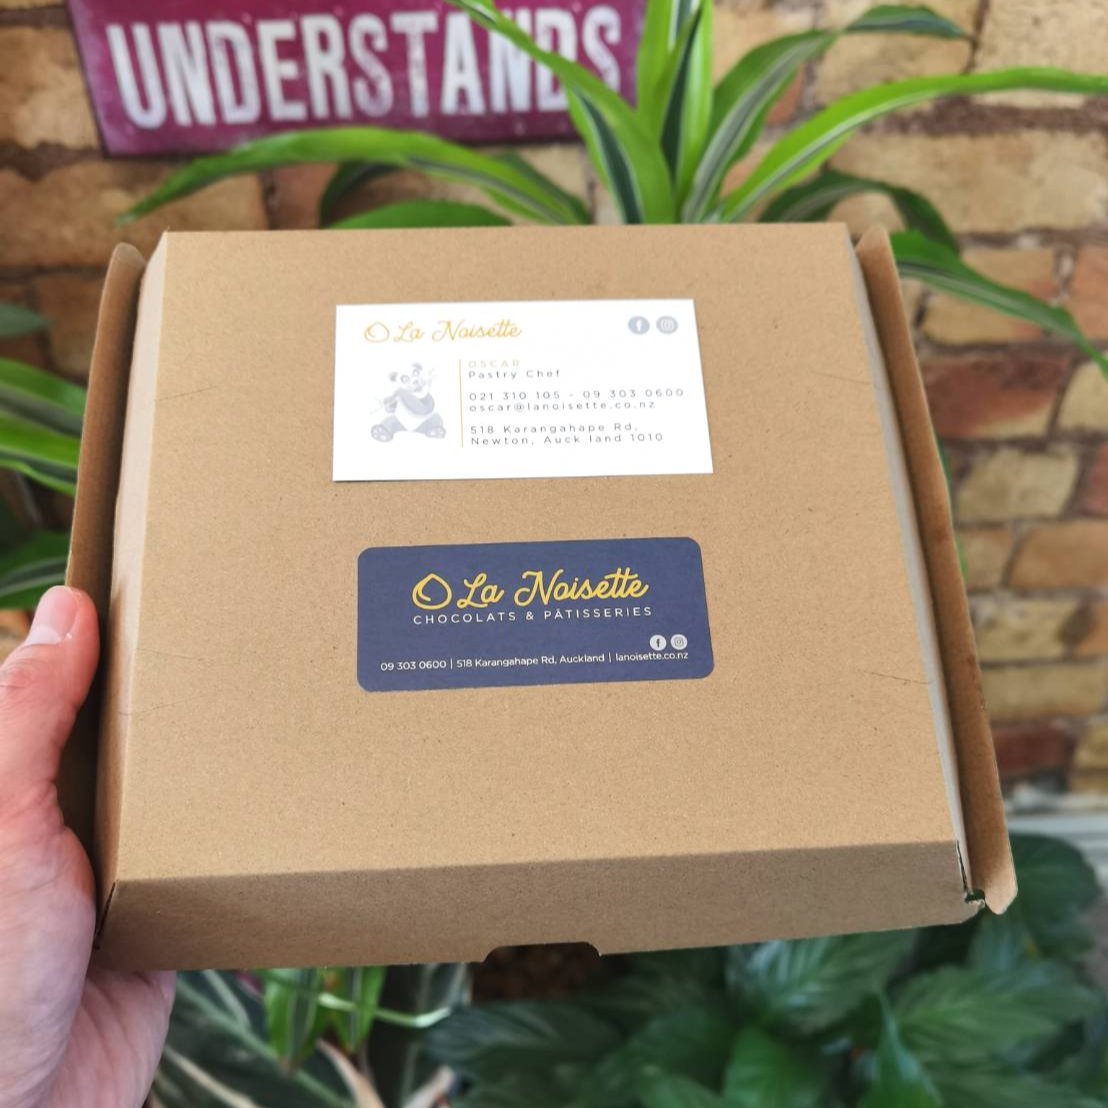 UNDERSTANDS
La Noisette
OSCAR
Pastry Chef
021 310 105 - 09 303 0600
oscar@lanoisette.co.nz
518 Karangahape Rd,
Newton, Auck land 1010
La Noisette
CHOCOLATS & PÂTISSERIES
09 303 0600 | 518 Karangahape Rd, Auckland | lanoisette.co.nz